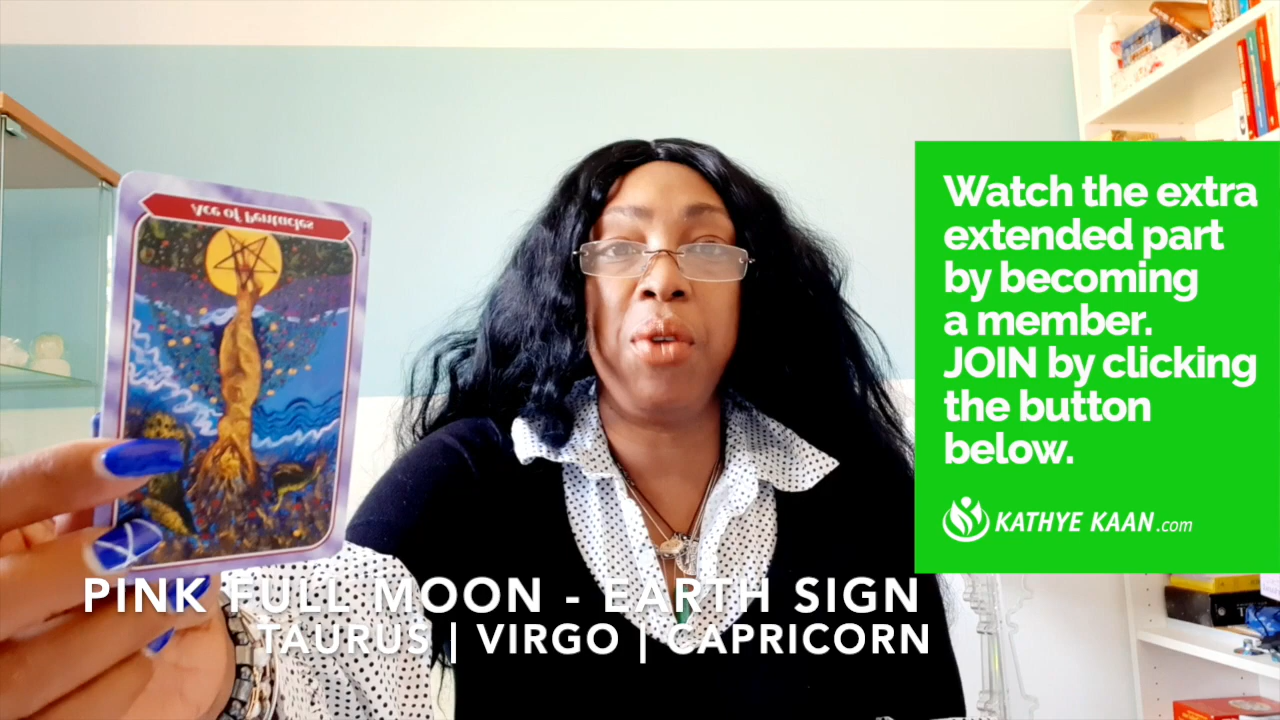 Ace of Pentacles
Watch the extra
extended part
by becoming
a member.
JOIN by clicking
the button
below.
KATHYE KAAN.com
PINK FULL MOON - EARTH SIGN
TAURUS | VIRGO | CAPRICORN